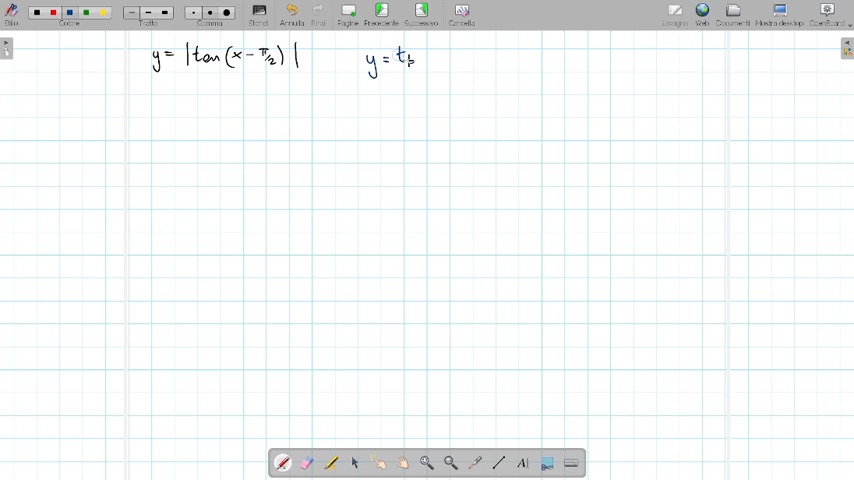 Stilo
Colore
Tratto
Gomma
Sfondi
Annulla
Rifai
Pagine
Precedente
Successivo
Cancella
Lavagna
Web
Documenti
Mostra desktop
OpenBoard
y = |tan(x - π/2)|
y = t